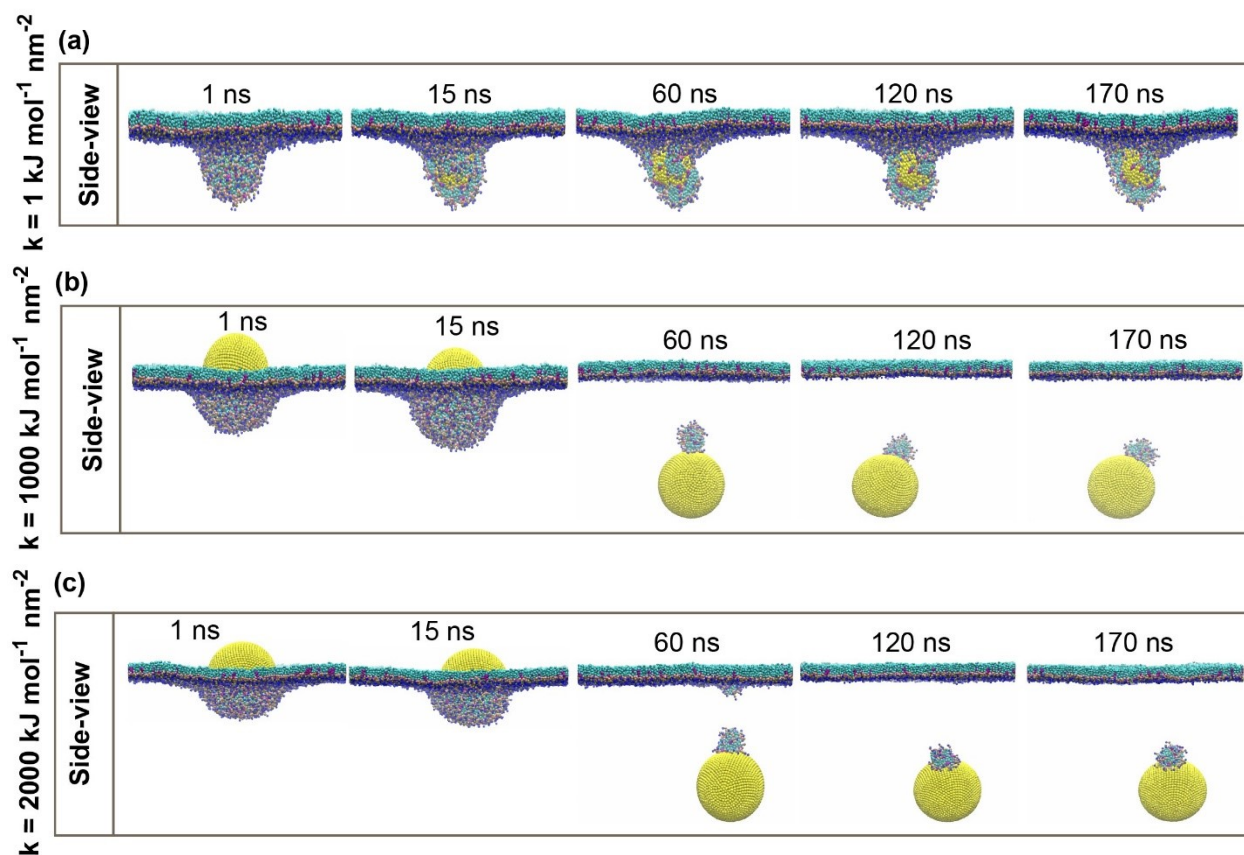 (a)
k = 1 kJ mol⁻¹ nm⁻²
Side-view
1 ns
15 ns
60 ns
120 ns
170 ns
(b)
k = 1000 kJ mol⁻¹ nm⁻²
Side-view
1 ns
15 ns
60 ns
120 ns
170 ns
(c)
k = 2000 kJ mol⁻¹ nm⁻²
Side-view
1 ns
15 ns
60 ns
120 ns
170 ns